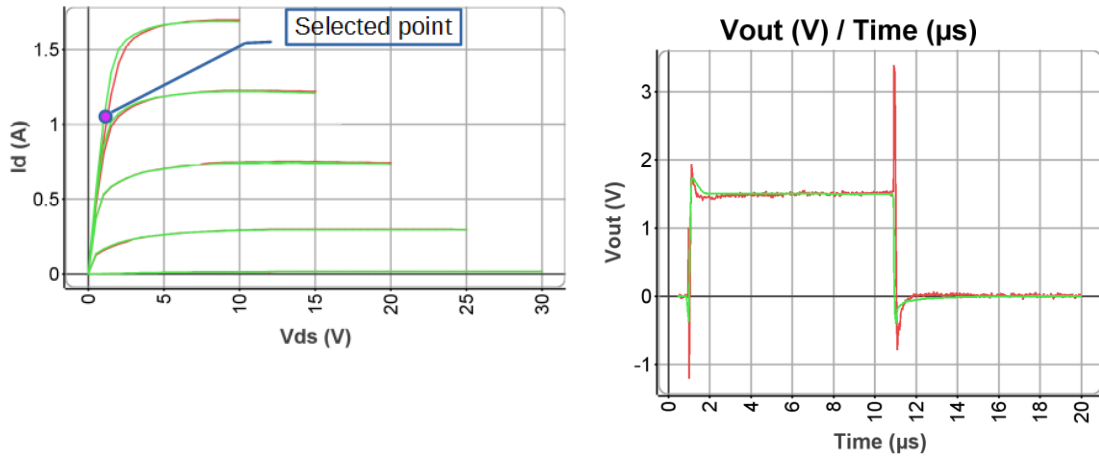 Selected point
1.5
1
0.5
0
Id (A)
0 5 10 15 20 25 30
Vds (V)
Vout (V) / Time (μs)
3
2
1
0
-1
Vout (V)
0 2 4 6 8 10 12 14 16 18 20
Time (μs)